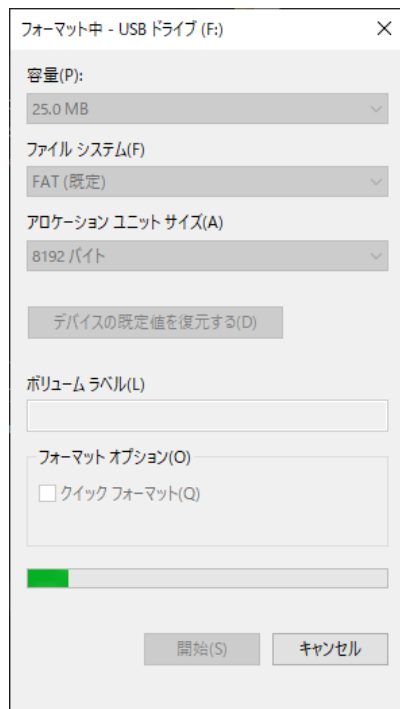 フォーマット中 - USB ドライブ (F:)
容量(P):
25.0 MB
ファイル システム(F)
FAT (既定)
アロケーション ユニット サイズ(A)
8192 バイト
デバイスの既定値を復元する(D)
ボリューム ラベル(L)
フォーマット オプション(O)
クイック フォーマット(Q)
開始(S)
キャンセル